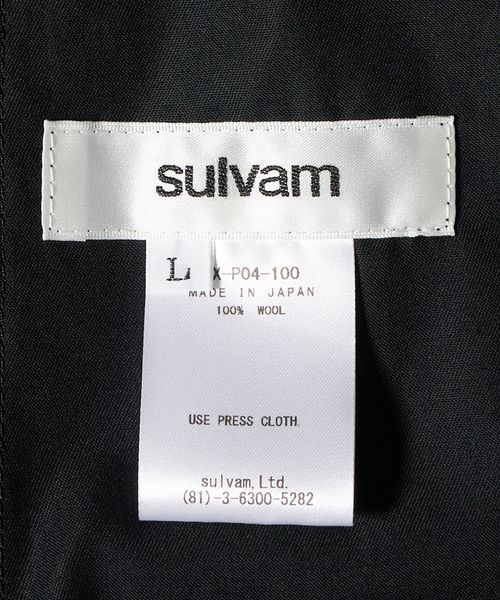 sulvam
L X-P04-100
MADE IN JAPAN
100% WOOL
USE PRESS CLOTH.
sulvam,Ltd.
(81)-3-6300-5282